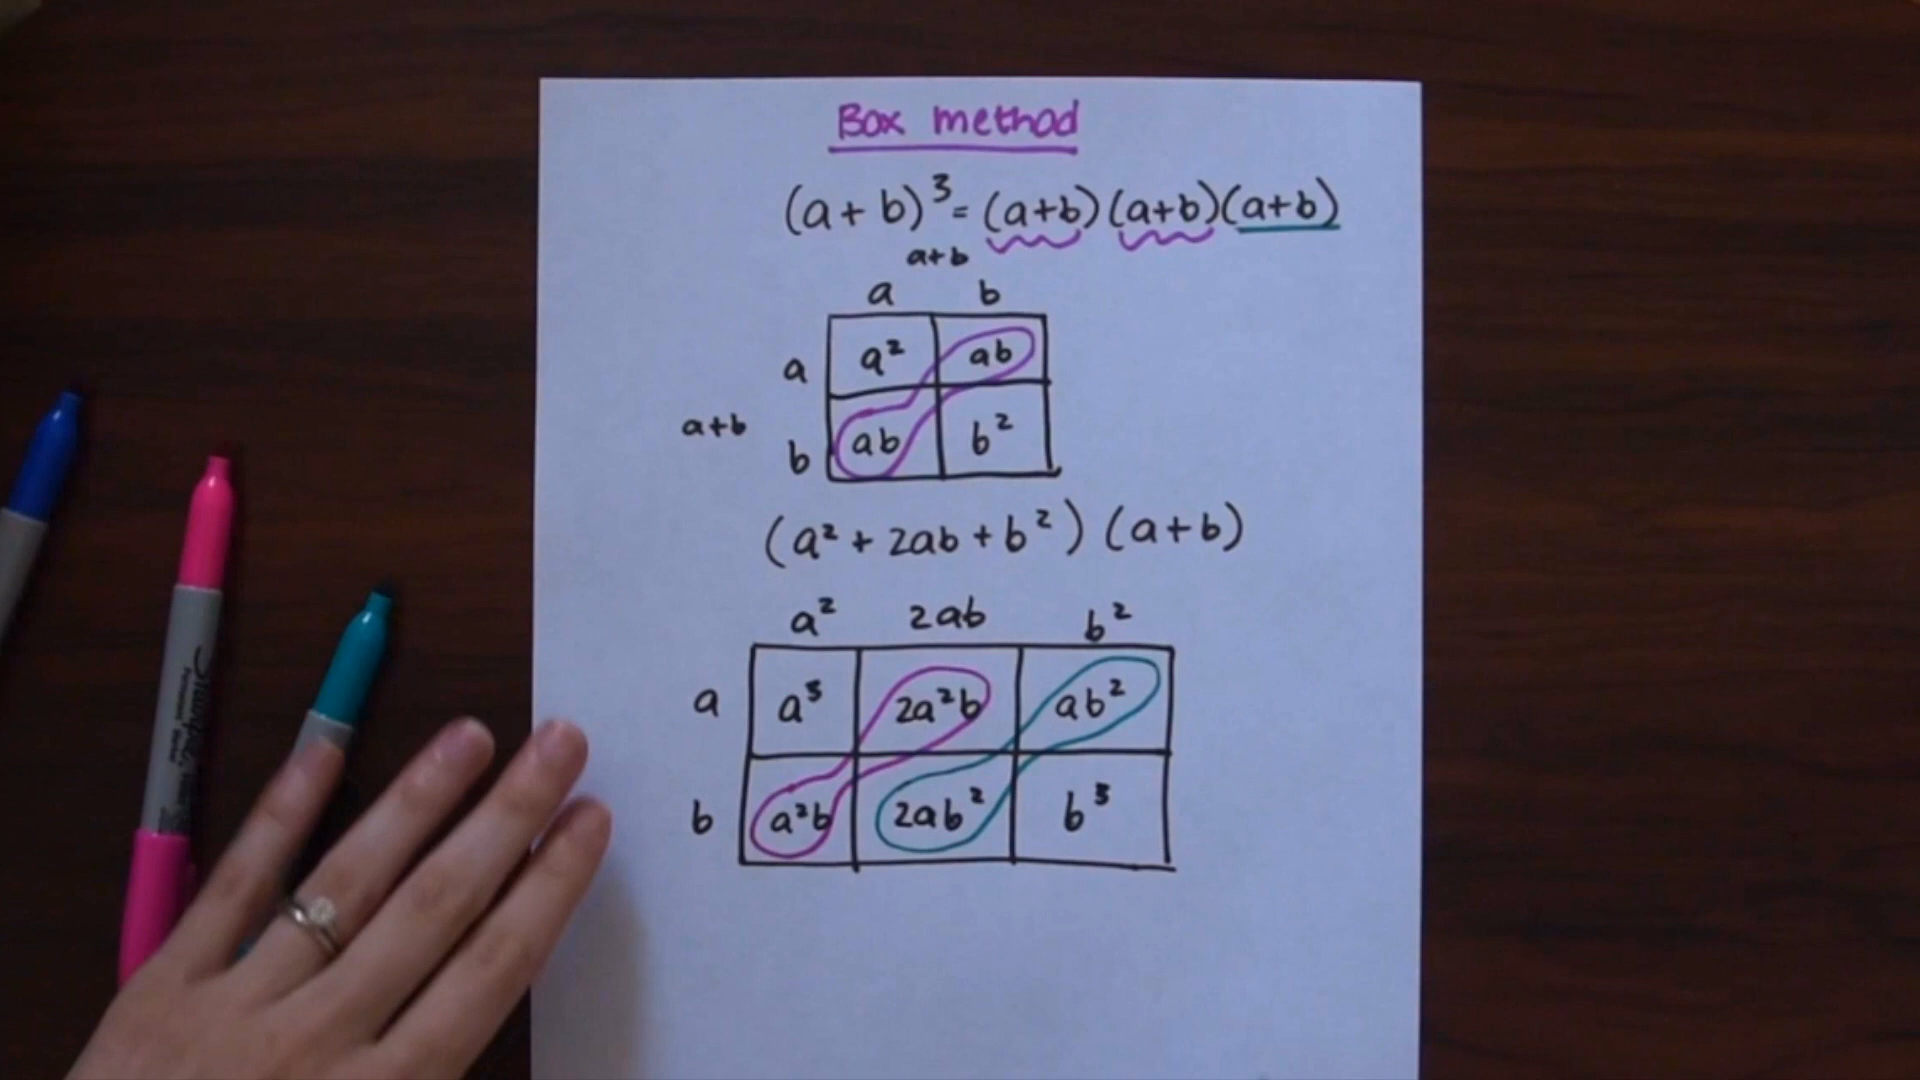 Box method
(a + b)³ = (a+b)(a+b)(a+b)
a+b
a b
a a² ab
a+b
b ab b²
(a² + 2ab + b²) (a+b)
a² 2ab b²
a a³ 2a²b ab²
b a²b 2ab² b³
Sharpie